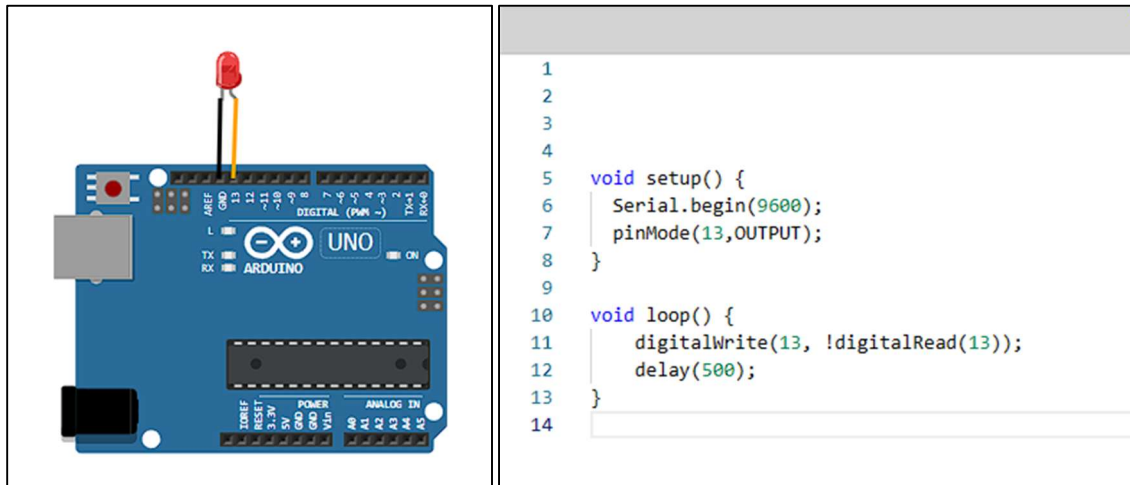 AREF
GND
13
12
~11
~10
~9
8
7
~6
~5
4
~3
2
TX→1
RX←0
DIGITAL (PWM ~)
L
TX
RX
UNO
ON
ARDUINO
POWER
ANALOG IN
IOREF
RESET
3.3V
5V
GND
GND
Vin
A0
A1
A2
A3
A4
A5
1
2
3
4
5 void setup() {
6 Serial.begin(9600);
7 pinMode(13,OUTPUT);
8 }
9
10 void loop() {
11 digitalWrite(13, !digitalRead(13));
12 delay(500);
13 }
14